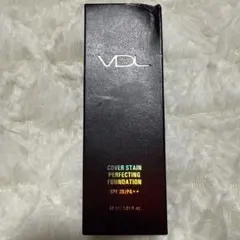 VDL
COVER STAIN
PERFECTING
FOUNDATION
SPF 35/PA++